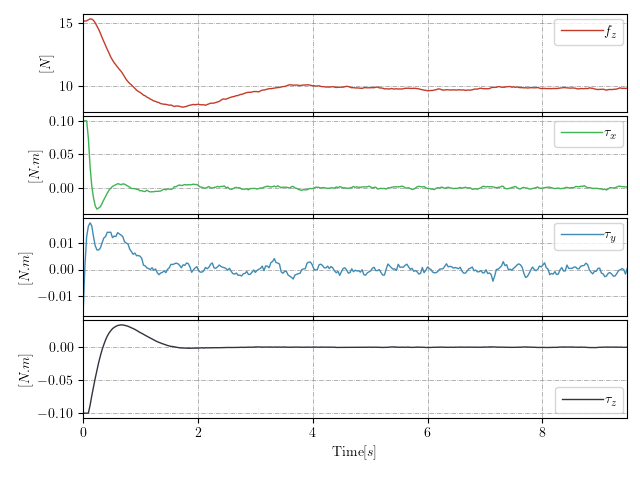 15
10
[N]
f_z
0.10
0.05
0.00
[N.m]
τ_x
0.01
0.00
−0.01
[N.m]
τ_y
0.00
−0.05
−0.10
[N.m]
τ_z
0 2 4 6 8
Time[s]